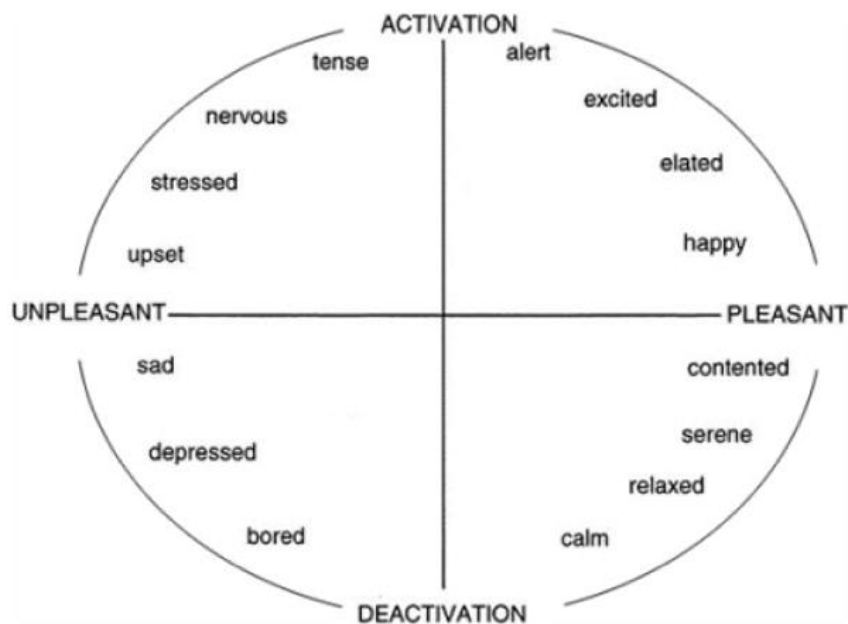 ACTIVATION
tense
alert
excited
nervous
elated
stressed
happy
upset
UNPLEASANT
PLEASANT
sad
contented
serene
depressed
relaxed
bored
calm
DEACTIVATION